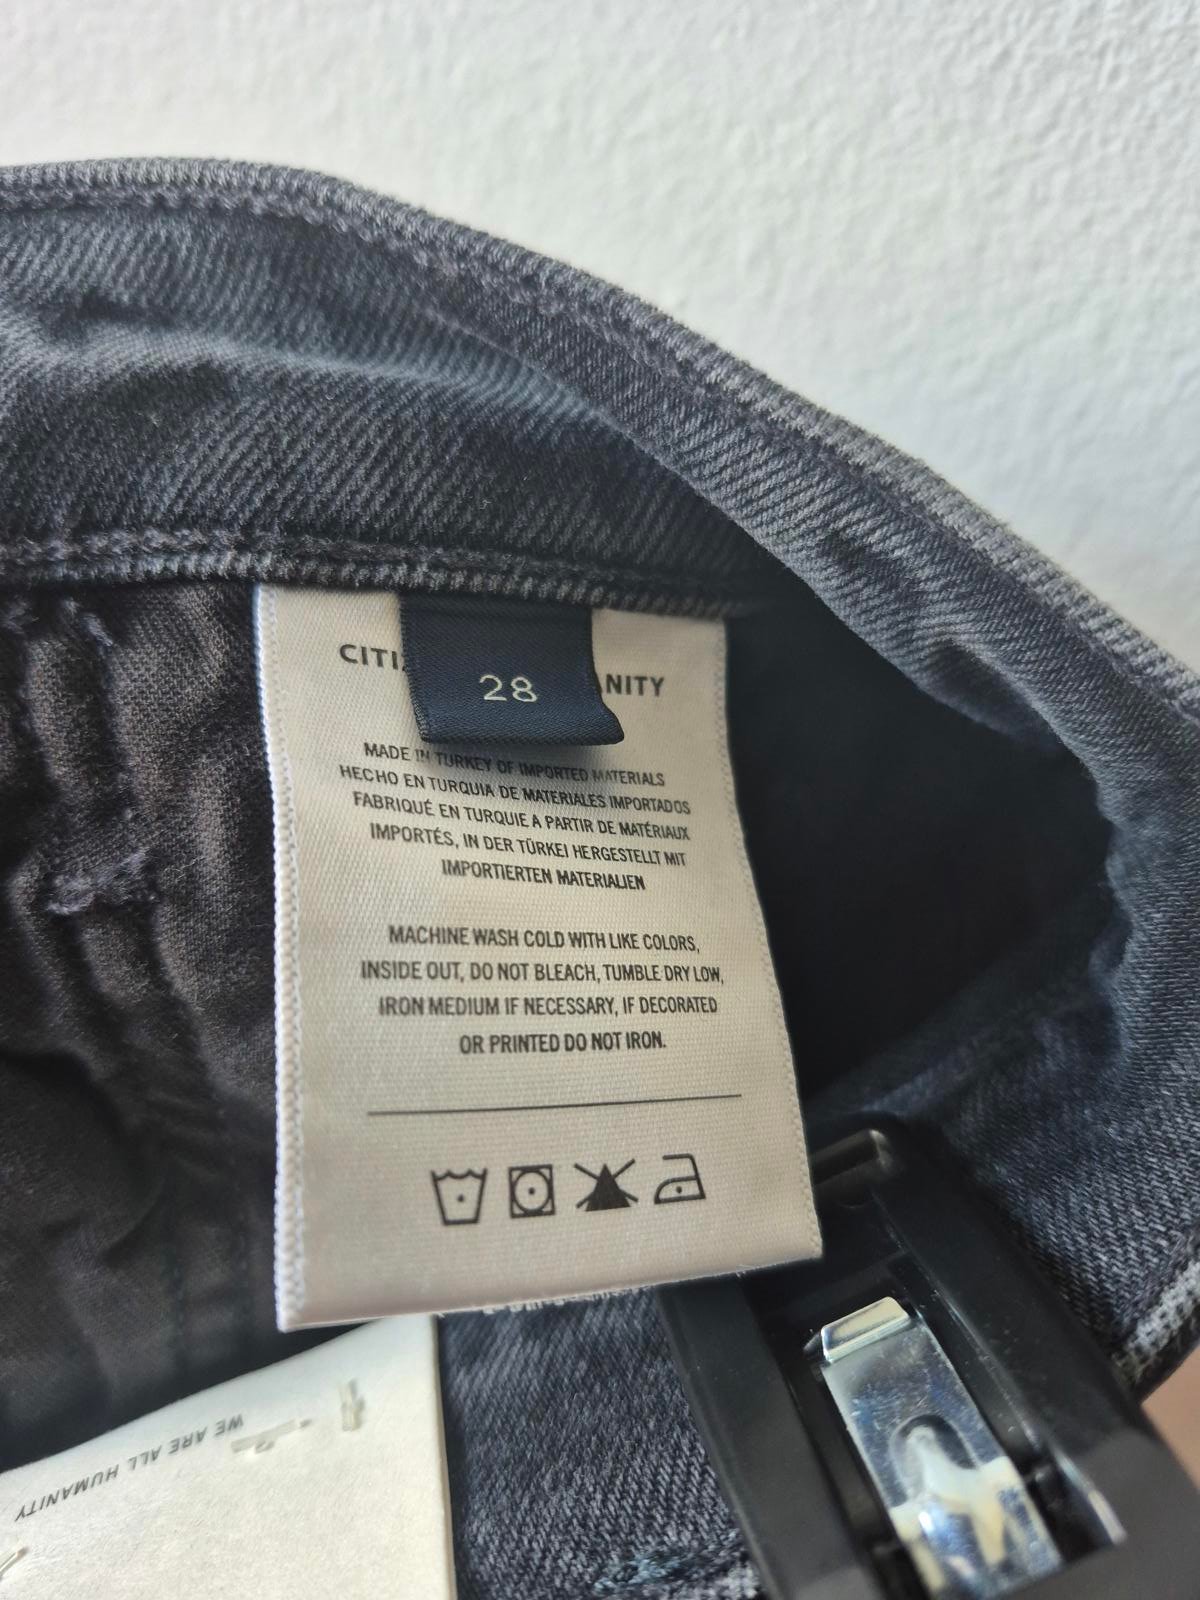 CITI NITY
28
MADE IN TURKEY OF IMPORTED MATERIALS
HECHO EN TURQUIA DE MATERIALES IMPORTADOS
FABRIQUÉ EN TURQUIE A PARTIR DE MATÉRIAUX
IMPORTÉS, IN DER TÜRKEI HERGESTELLT MIT
IMPORTIERTEN MATERIALIEN
MACHINE WASH COLD WITH LIKE COLORS,
INSIDE OUT, DO NOT BLEACH, TUMBLE DRY LOW,
IRON MEDIUM IF NECESSARY, IF DECORATED
OR PRINTED DO NOT IRON.
WE ARE ALL HUMANITY